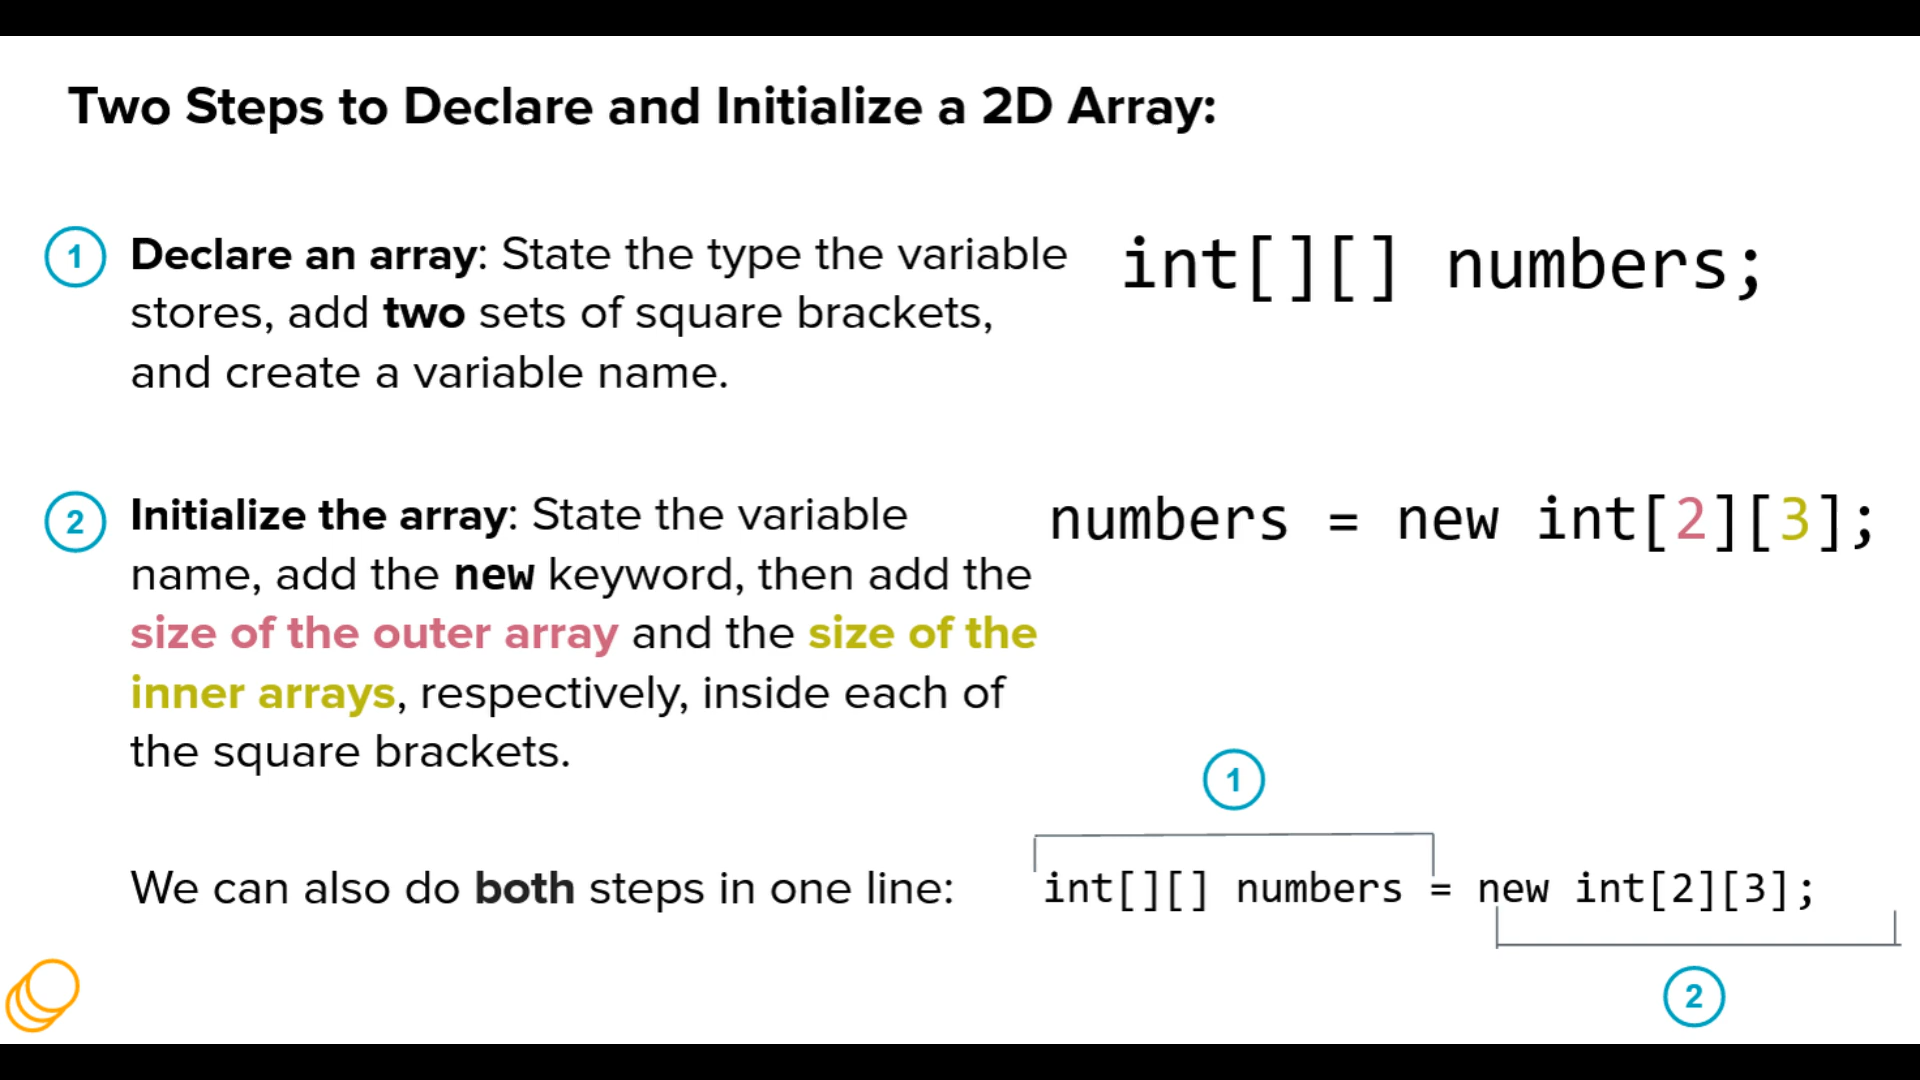 Two Steps to Declare and Initialize a 2D Array:
1
Declare an array: State the type the variable
stores, add two sets of square brackets,
and create a variable name.
int[][] numbers;
2
Initialize the array: State the variable
name, add the new keyword, then add the
size of the outer array and the size of the
inner arrays, respectively, inside each of
the square brackets.
numbers = new int[2][3];
We can also do both steps in one line:
1
int[][] numbers = new int[2][3];
2